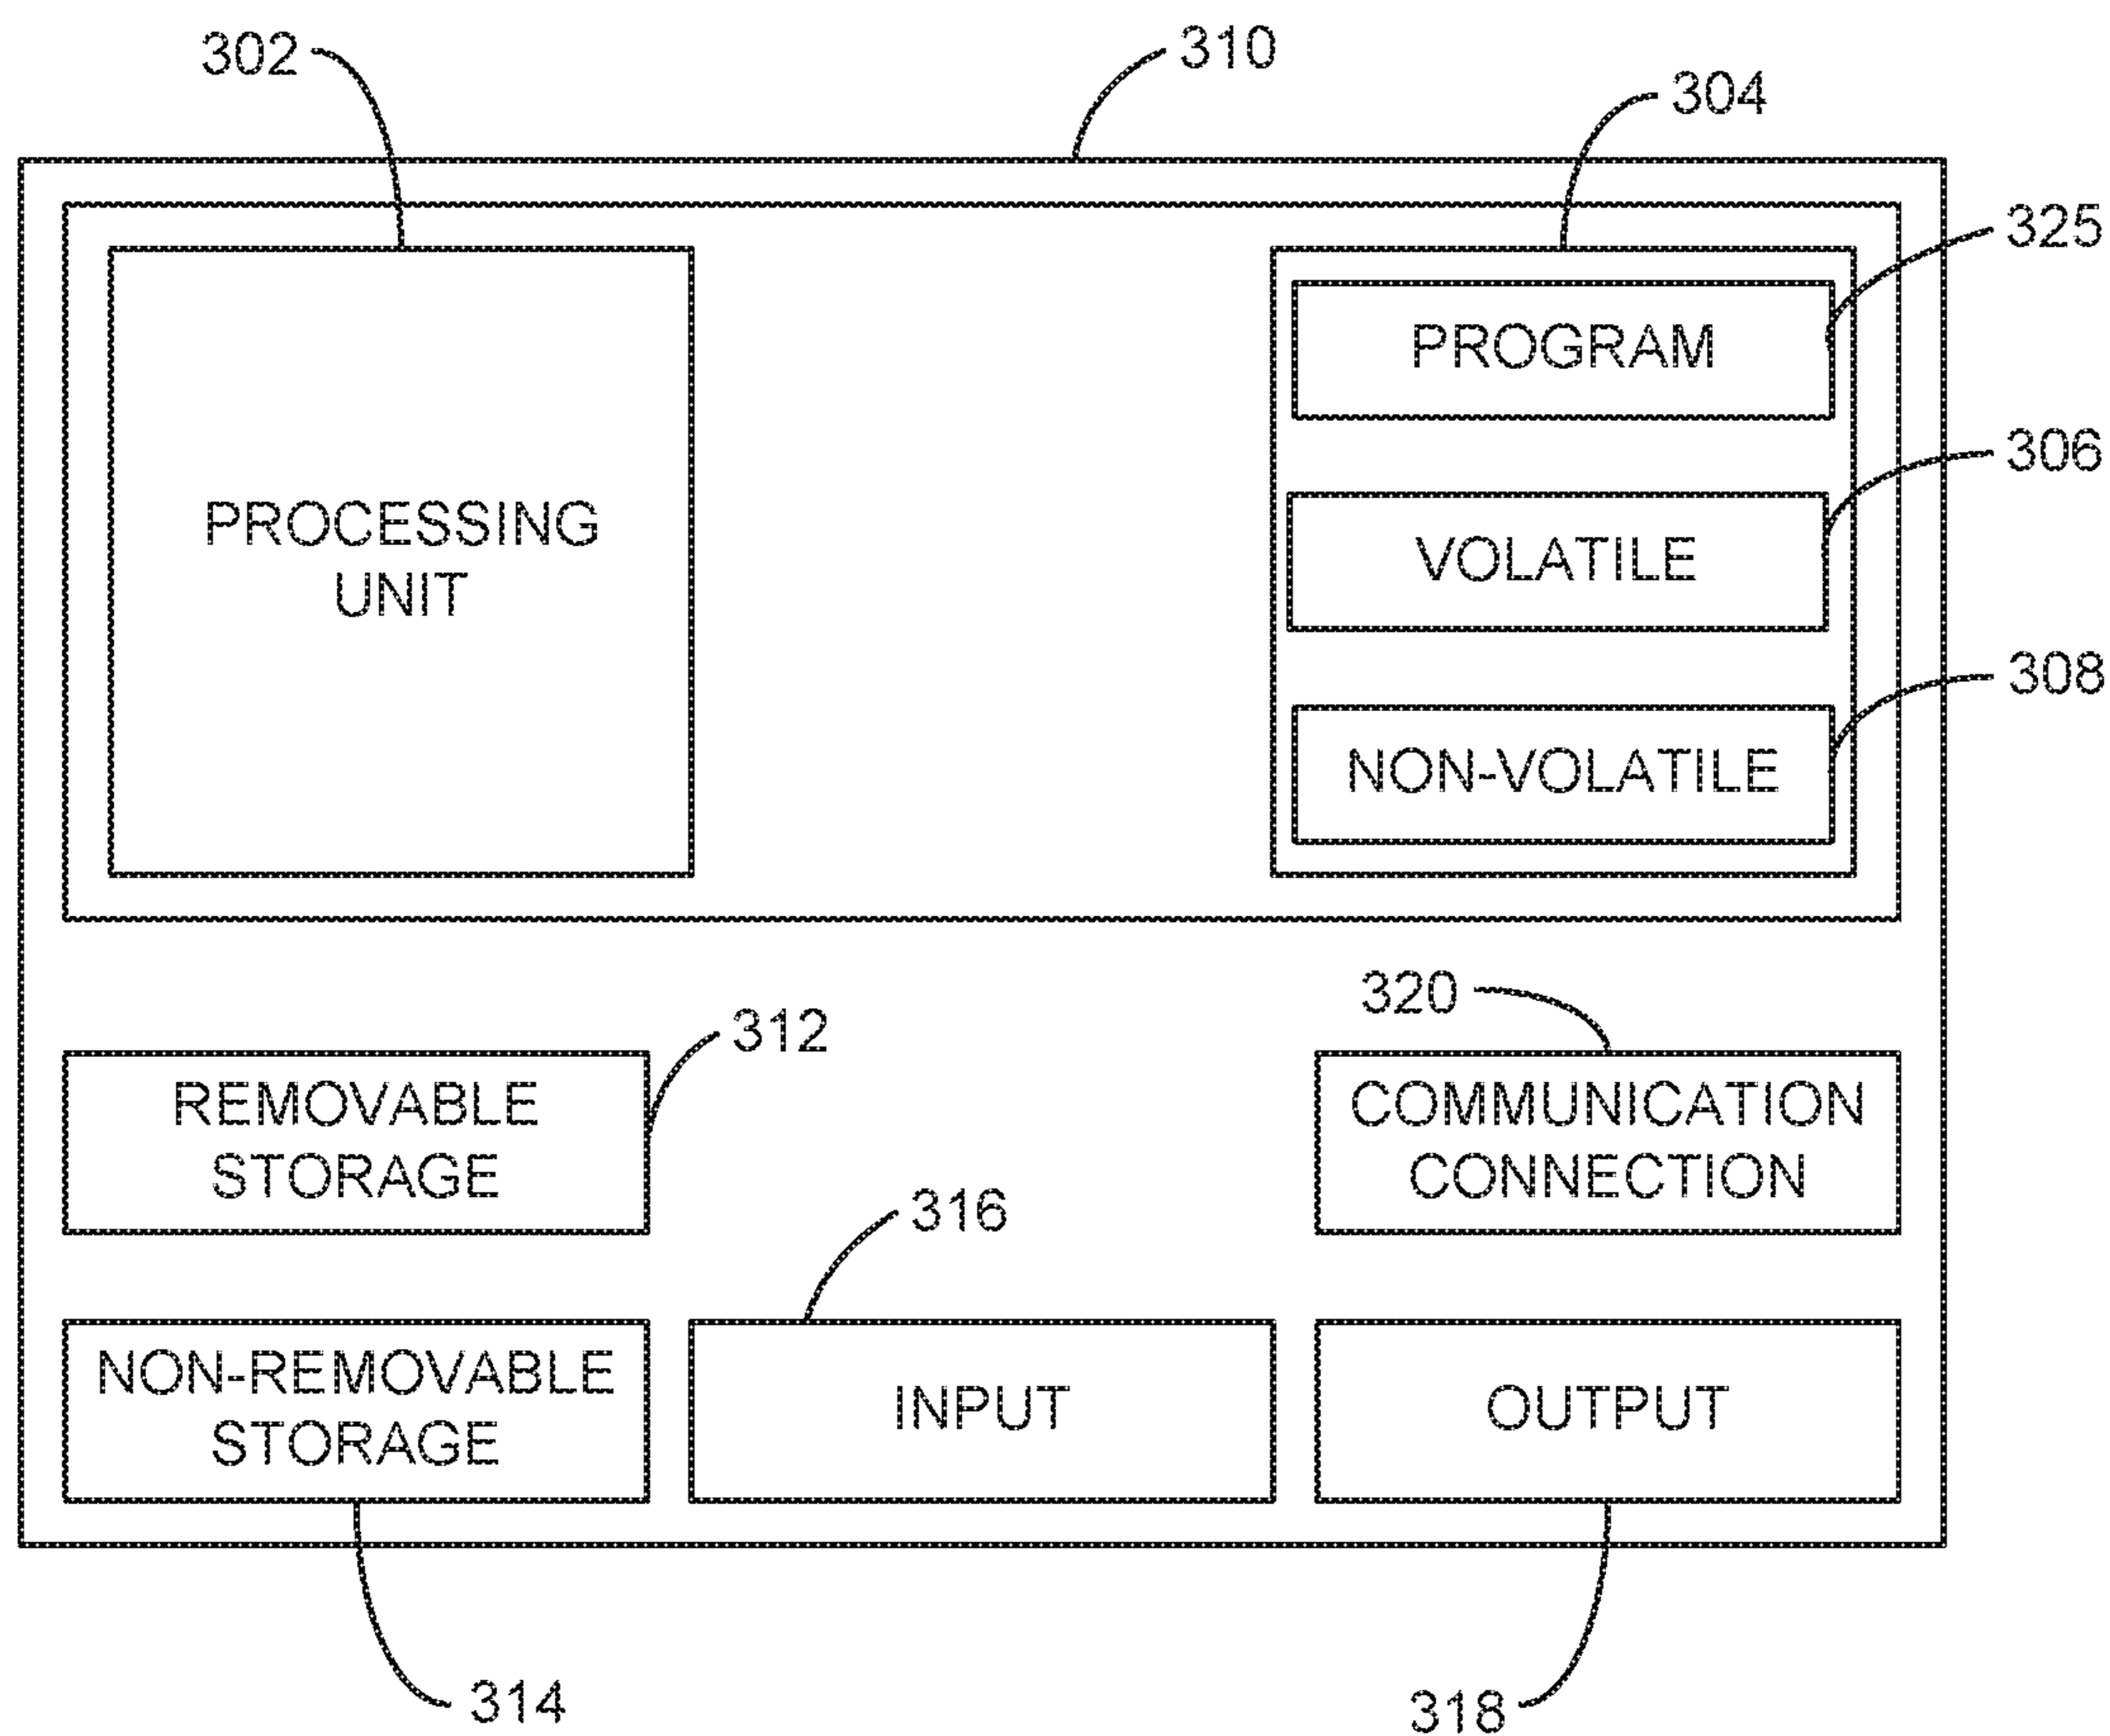 302
310
304
325
PROGRAM
306
PROCESSING
UNIT
VOLATILE
308
NON-VOLATILE
312
REMOVABLE
STORAGE
320
COMMUNICATION
CONNECTION
316
NON-REMOVABLE
STORAGE
INPUT
OUTPUT
314
318